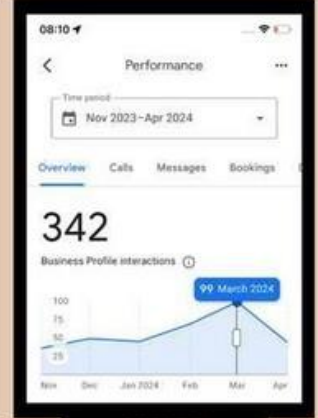 08:10
Performance
Time period
Nov 2023–Apr 2024
Overview Calls Messages Bookings
342
Business Profile interactions
99 March 2024
100
75
50
25
Nov Dec Jan 2024 Feb Mar Apr